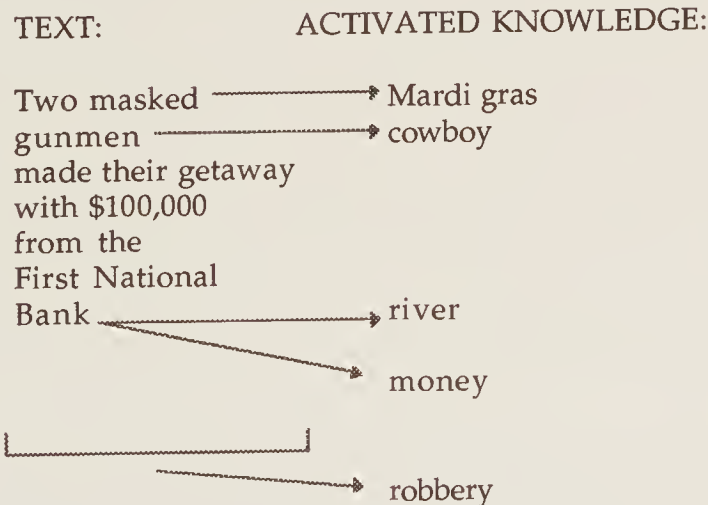 TEXT: ACTIVATED KNOWLEDGE:
Two masked Mardi gras
gunmen cowboy
made their getaway
with $100,000
from the
First National
Bank river
money
robbery